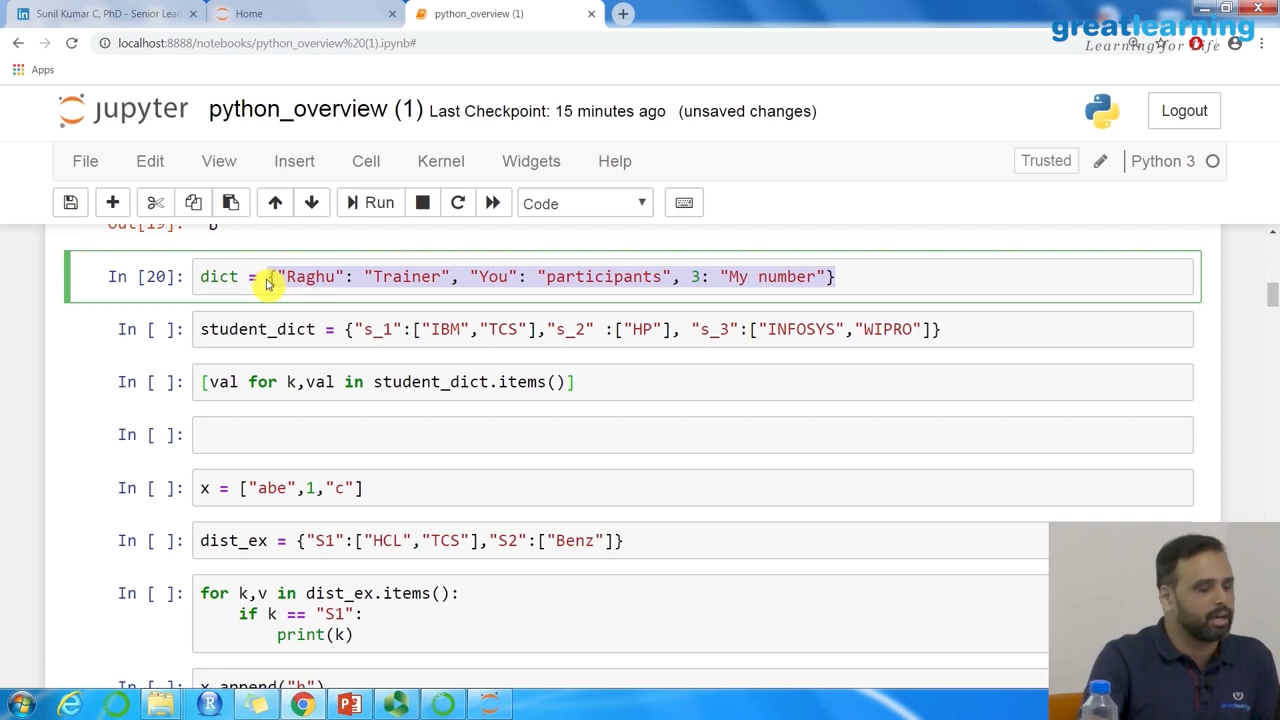 Sunil Kumar C, PhD - Senior Lea
Home
python_overview (1)
greatlearning
Learning for Life
localhost:8888/notebooks/python_overview%20(1).ipynb#
Apps
jupyter
python_overview (1) Last Checkpoint: 15 minutes ago (unsaved changes)
Logout
File Edit View Insert Cell Kernel Widgets Help
Trusted
Python 3
Run
Code
Out[19]:
In [20]: dict = {"Raghu": "Trainer", "You": "participants", 3: "My number"}
In [ ]: student_dict = {"s_1":["IBM","TCS"],"s_2" :["HP"], "s_3":["INFOSYS","WIPRO"]}
In [ ]: [val for k,val in student_dict.items()]
In [ ]:
In [ ]: x = ["abe",1,"c"]
In [ ]: dist_ex = {"S1":["HCL","TCS"],"S2":["Benz"]}
In [ ]: for k,v in dist_ex.items():
if k == "S1":
print(k)
In [ ]: x.append("h")